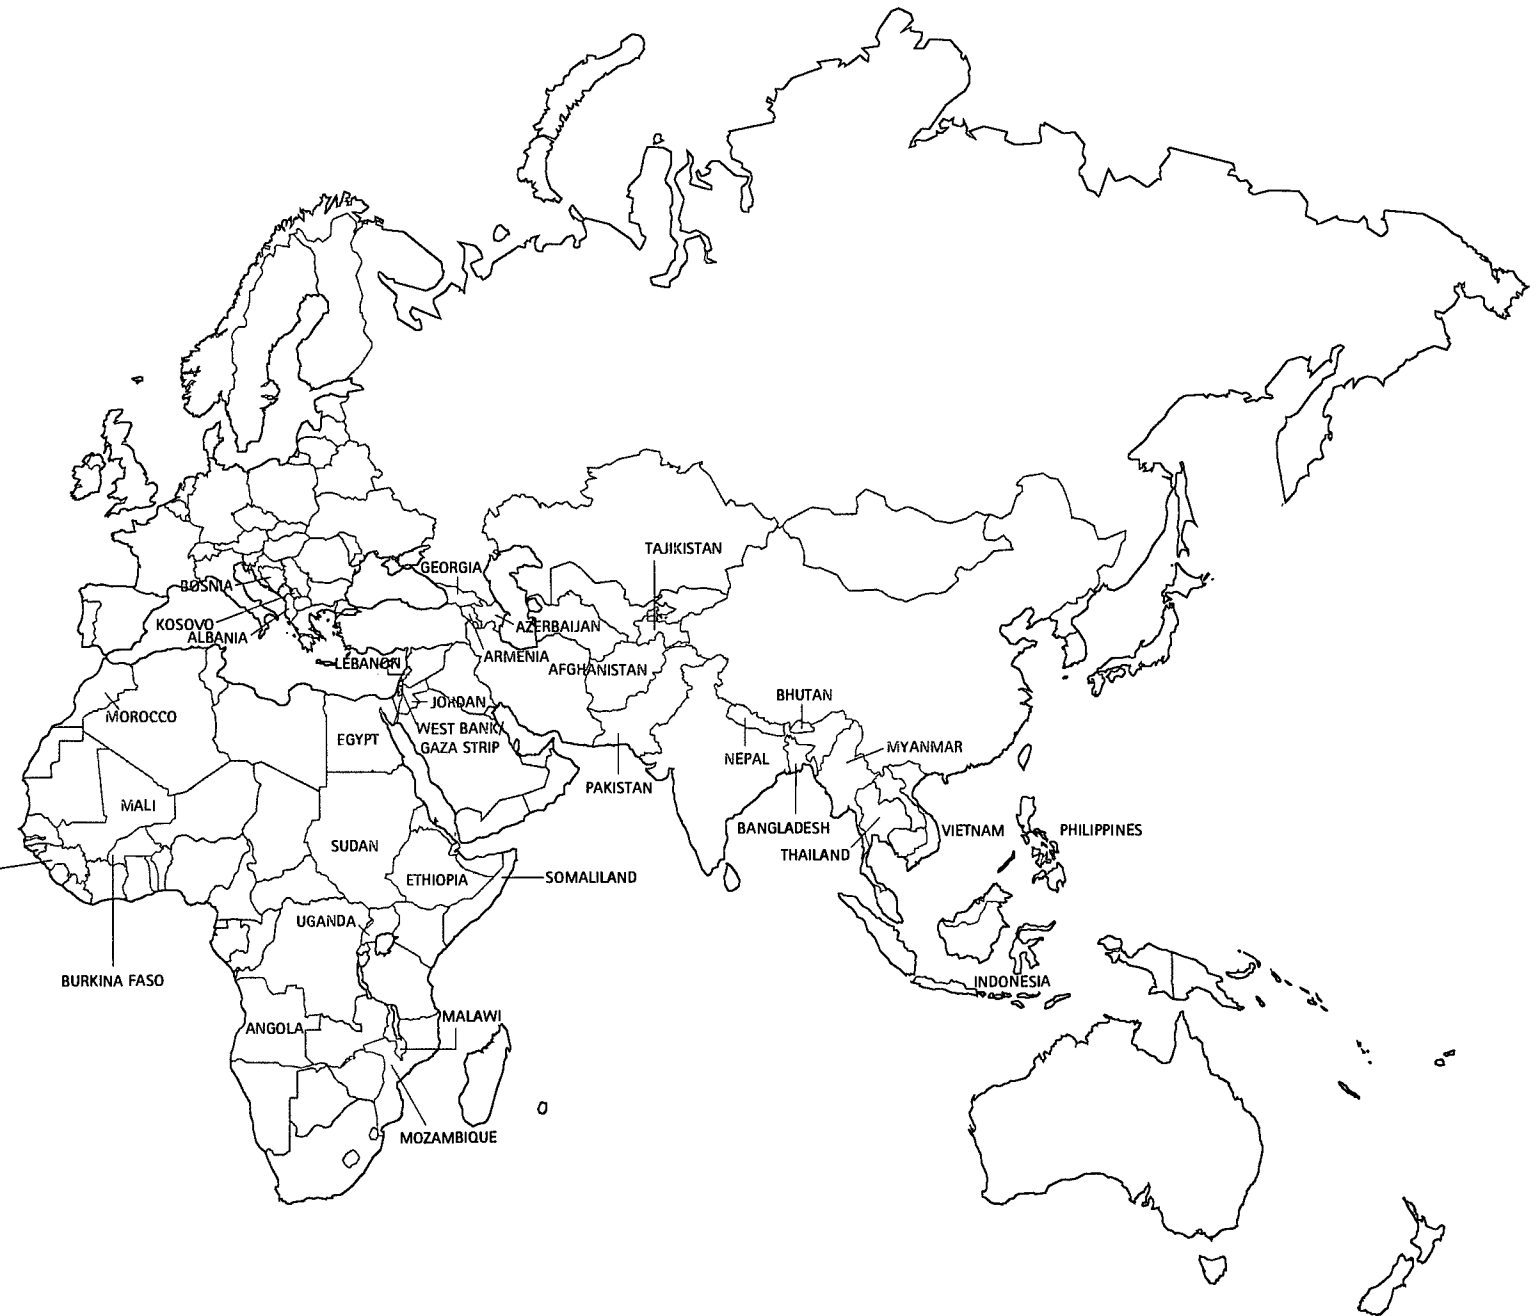 TAJIKISTAN
GEORGIA
BOSNIA
KOSOVO
AZERBAIJAN
ALBANIA
ARMENIA
LEBANON
AFGHANISTAN
BHUTAN
JORDAN
MOROCCO
WEST BANK/
GAZA STRIP
EGYPT
MYANMAR
NEPAL
PAKISTAN
MALI
BANGLADESH
VIETNAM
PHILIPPINES
SUDAN
THAILAND
ETHIOPIA
SOMALILAND
UGANDA
BURKINA FASO
INDONESIA
MALAWI
ANGOLA
MOZAMBIQUE